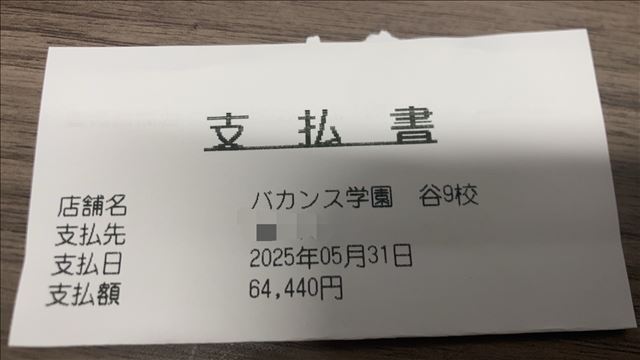 支払書
店舗名 バカンス学園 谷9校
支払先
支払日 2025年05月31日
支払額 64,440円